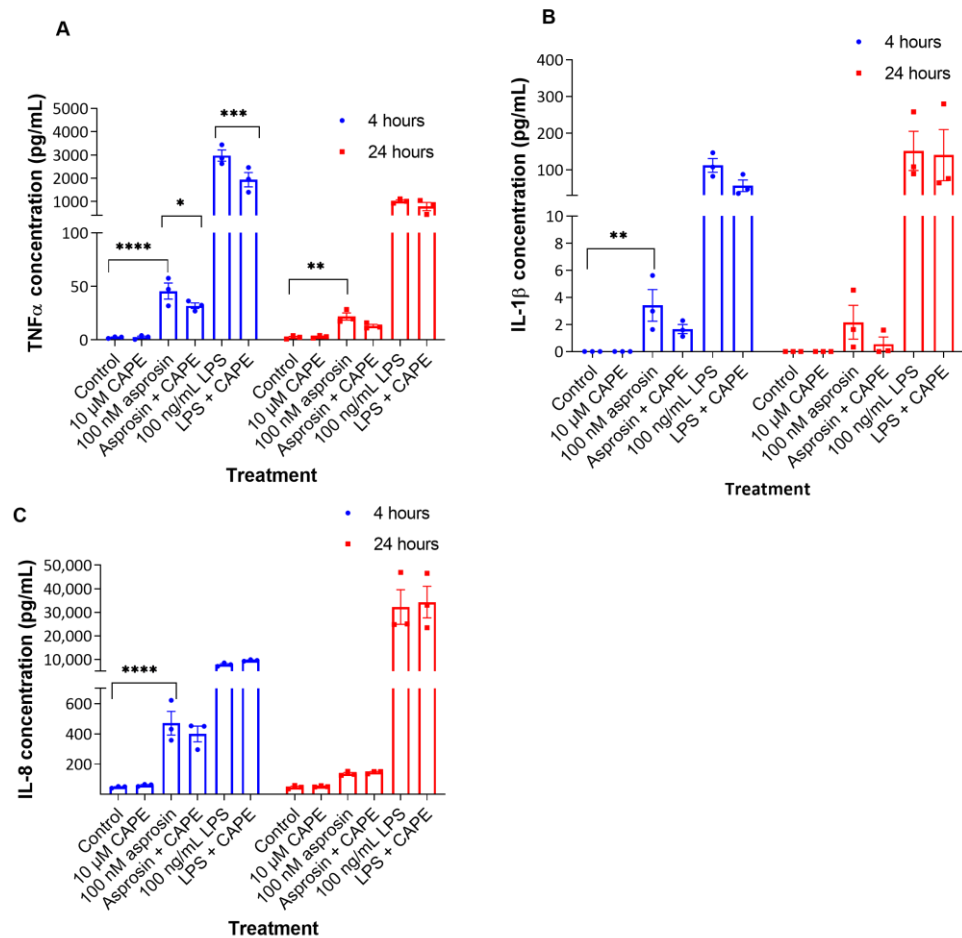 A
TNFα concentration (pg/mL)
5000
4000
3000
2000
1000
100
50
0
4 hours
24 hours
****
*
***
**
Control
10 µM CAPE
100 nM asprosin
Asprosin + CAPE
100 ng/mL LPS
LPS + CAPE
Control
10 µM CAPE
100 nM asprosin
Asprosin + CAPE
100 ng/mL LPS
LPS + CAPE
Treatment
B
IL-1β concentration (pg/mL)
400
300
200
100
8
6
4
2
0
4 hours
24 hours
**
Control
10 µM CAPE
100 nM asprosin
Asprosin + CAPE
100 ng/mL LPS
LPS + CAPE
Control
10 µM CAPE
100 nM asprosin
Asprosin + CAPE
100 ng/mL LPS
LPS + CAPE
Treatment
C
IL-8 concentration (pg/mL)
50,000
40,000
30,000
20,000
10,000
600
400
200
4 hours
24 hours
****
Control
10 µM CAPE
100 nM asprosin
Asprosin + CAPE
100 ng/mL LPS
LPS + CAPE
Control
10 µM CAPE
100 nM asprosin
Asprosin + CAPE
100 ng/mL LPS
LPS + CAPE
Treatment